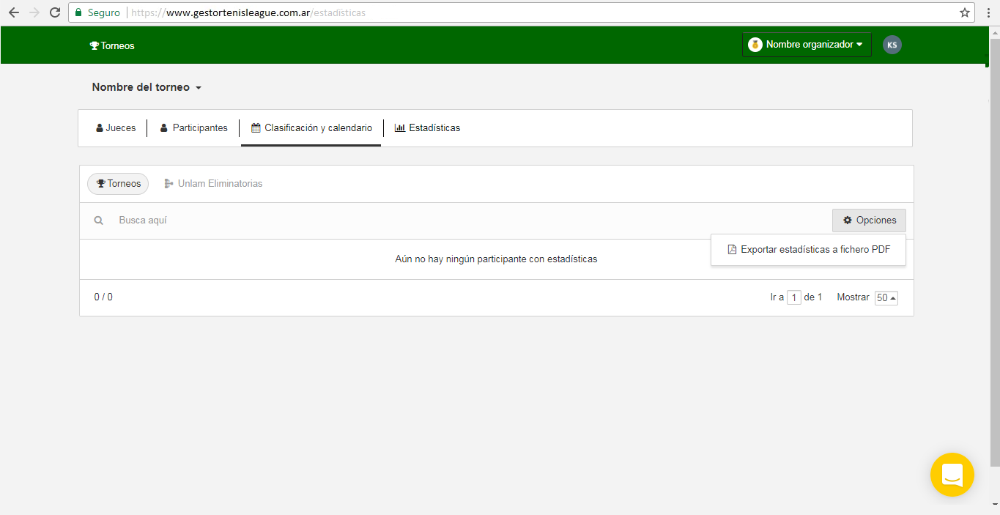 Seguro https://www.gestortenisleague.com.ar/estadísticas
Torneos Nombre organizador KS
Nombre del torneo
Jueces Participantes Clasificación y calendario Estadísticas
Torneos Unlam Eliminatorias
Busca aquí Opciones
Exportar estadísticas a fichero PDF
Aún no hay ningún participante con estadísticas
0 / 0 Ir a 1 de 1 Mostrar 50